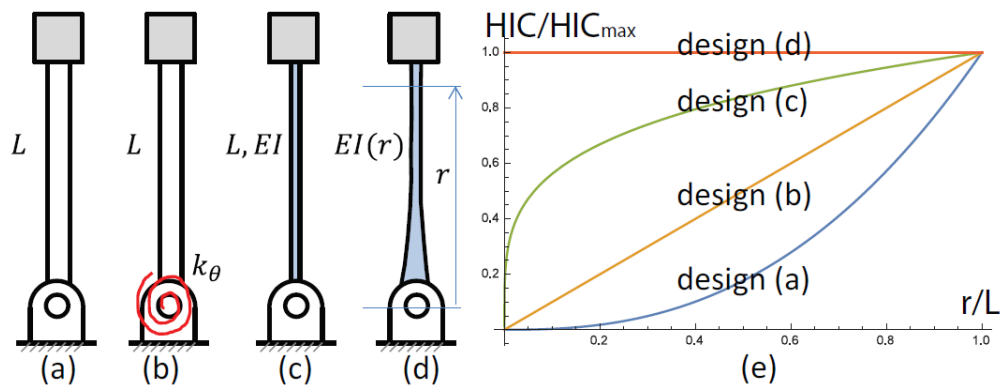 L
(a)
L
kθ
(b)
L, EI
(c)
EI(r)
r
(d)
HIC/HICmax
1.0
0.8
0,6
0.4
0.2
0.2
0.4
0.6
0.8
1.0
r/L
design (d)
design (c)
design (b)
design (a)
(e)